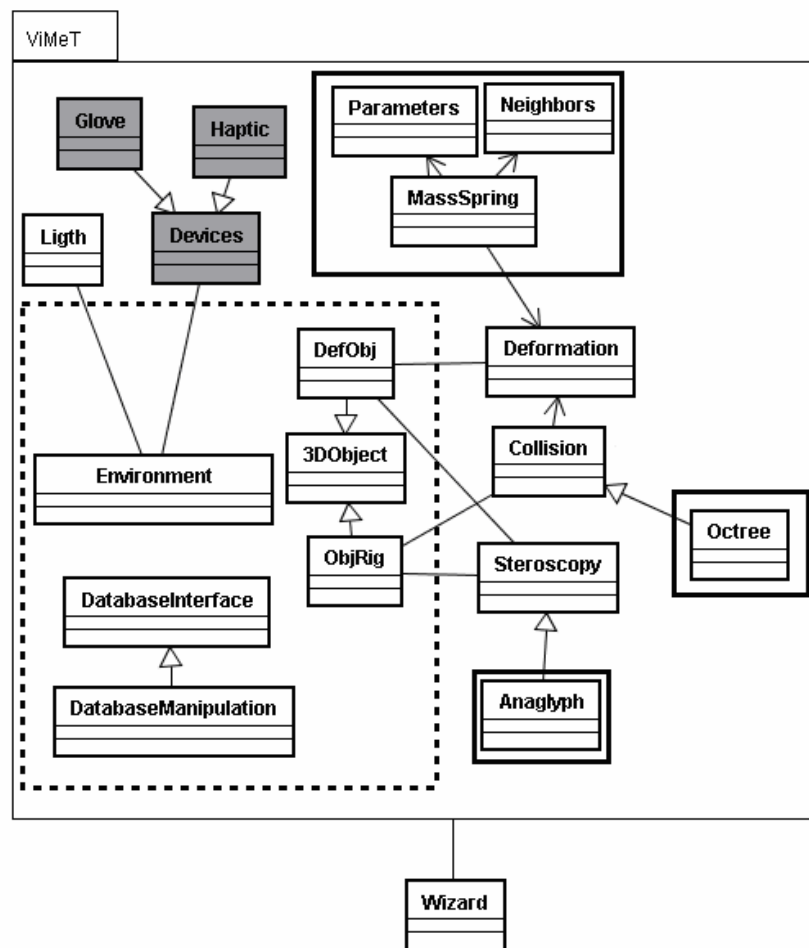 ViMeT
Glove
Haptic
Parameters
Neighbors
MassSpring
Ligth
Devices
DefObj
Deformation
3DObject
Collision
Environment
Octree
ObjRig
Steroscopy
DatabaseInterface
Anaglyph
DatabaseManipulation
Wizard